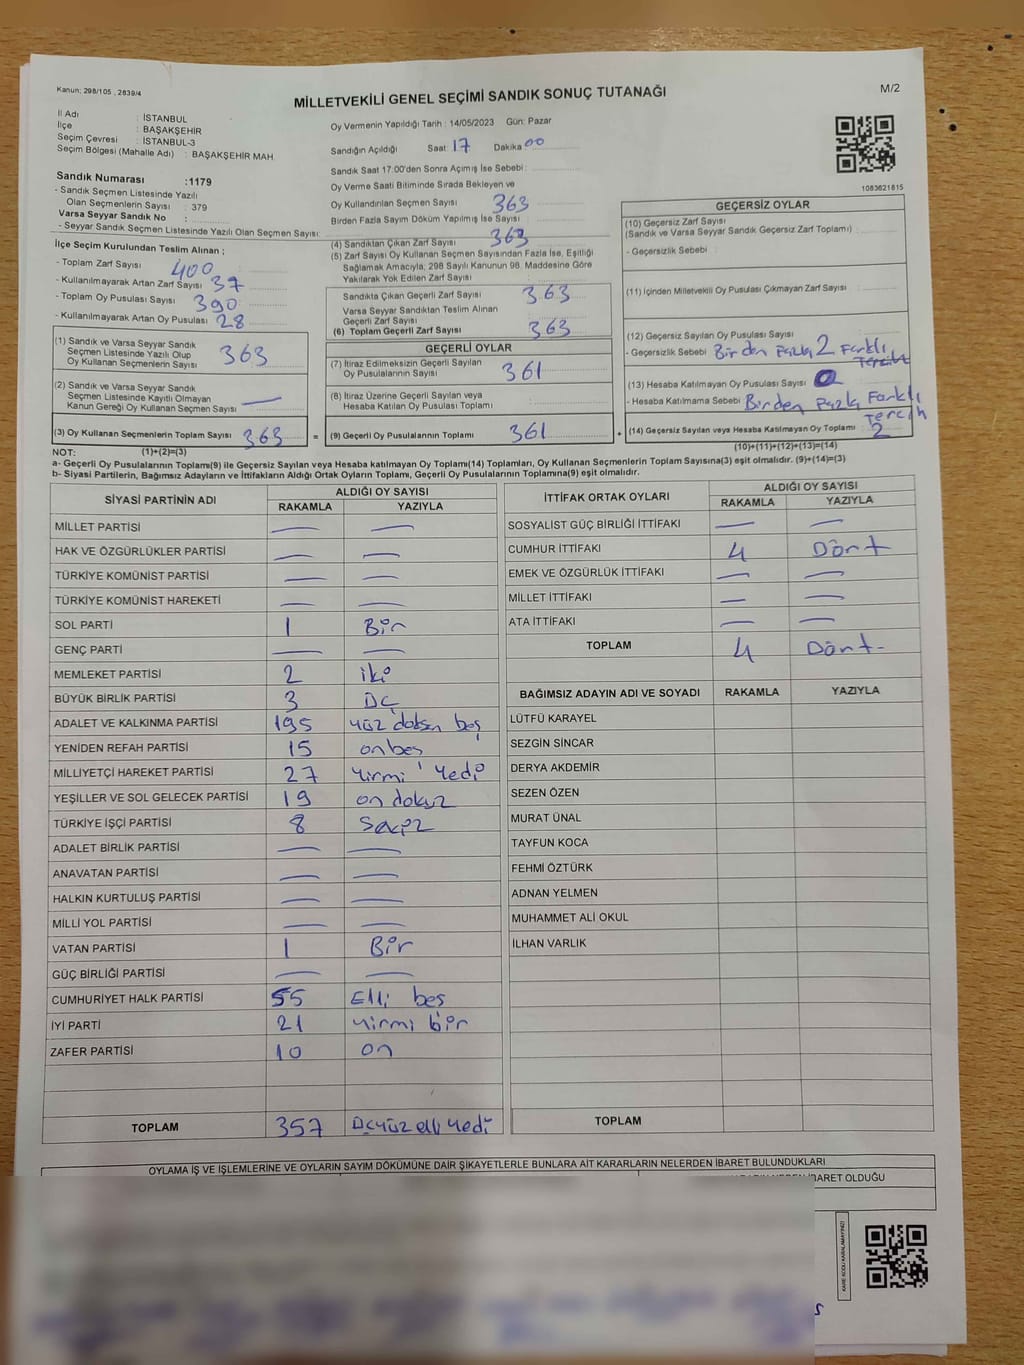 Kanun: 298/105 , 2839/4
MİLLETVEKİLİ GENEL SEÇİMİ SANDIK SONUÇ TUTANAĞI
M/2
İl Adı : İSTANBUL
İlçe : BAŞAKŞEHİR
Seçim Çevresi : İSTANBUL-3
Seçim Bölgesi (Mahalle Adı) : BAŞAKŞEHİR MAH.
Sandık Numarası :1179
- Sandık Seçmen Listesinde Yazılı
Olan Seçmenlerin Sayısı : 379
Varsa Seyyar Sandık No :
- Seyyar Sandık Seçmen Listesinde Yazılı Olan Seçmen Sayısı:
İlçe Seçim Kurulundan Teslim Alınan ;
- Toplam Zarf Sayısı 400
- Kullanılmayarak Artan Zarf Sayısı 37
- Toplam Oy Pusulası Sayısı 390
- Kullanılmayarak Artan Oy Pusulası 28
(1) Sandık ve Varsa Seyyar Sandık
Seçmen Listesinde Yazılı Olup
Oy Kullanan Seçmenlerin Sayısı 363
(2) Sandık ve Varsa Seyyar Sandık
Seçmen Listesinde Kayıtlı Olmayan
Kanun Gereği Oy Kullanan Seçmen Sayısı —
(3) Oy Kullanan Seçmenlerin Toplam Sayısı 363 =
Oy Vermenin Yapıldığı Tarih : 14/05/2023 Gün: Pazar
Sandığın Açıldığı Saat 17 Dakika 00
Sandık Saat 17:00'den Sonra Açımış İse Sebebi :
Oy Verme Saati Bitiminde Sırada Bekleyen ve
Oy Kullandırılan Seçmen Sayısı 363
Birden Fazla Sayım Döküm Yapılmış İse Sayısı :
(4) Sandıktan Çıkan Zarf Sayısı 363
(5) Zarf Sayısı Oy Kullanan Seçmen Sayısından Fazla İse, Eşitliği
Sağlamak Amacıyla, 298 Sayılı Kanunun 98. Maddesine Göre
Yakılarak Yok Edilen Zarf Sayısı
Sandıkta Çıkan Geçerli Zarf Sayısı 363
Varsa Seyyar Sandıktan Teslim Alınan
Geçerli Zarf Sayısı
(6) Toplam Geçerli Zarf Sayısı 363
GEÇERLİ OYLAR
(7) İtiraz Edilmeksizin Geçerli Sayılan
Oy Pusulalarının Sayısı 361
(8) İtiraz Üzerine Geçerli Sayılan veya
Hesaba Katılan Oy Pusulası Toplamı
(9) Geçerli Oy Pusulalarının Toplamı 361 +
1083621815
GEÇERSİZ OYLAR
(10) Geçersiz Zarf Sayısı
(Sandık ve Varsa Seyyar Sandık Geçersiz Zarf Toplamı) :
- Geçersizlik Sebebi :
(11) İçinden Milletvekili Oy Pusulası Çıkmayan Zarf Sayısı :
(12) Geçersiz Sayılan Oy Pusulası Sayısı : 2
- Geçersizlik Sebebi Birden Fazla Farklı
Tercih
(13) Hesaba Katılmayan Oy Pusulası Sayısı
- Hesaba Katılmama Sebebi Birden Fazla Farklı
Tercih
(14) Geçersiz Sayılan veya Hesaba Katılmayan Oy Toplamı : 2
NOT: (1)+(2)=(3) (10)+(11)+(12)+(13)=(14)
a- Geçerli Oy Pusulalarının Toplamı(9) ile Geçersiz Sayılan veya Hesaba katılmayan Oy Toplamı(14) Toplamları, Oy Kullanan Seçmenlerin Toplam Sayısına(3) eşit olmalıdır. (9)+(14)=(3)
b- Siyasi Partilerin, Bağımsız Adayların ve İttifakların Aldığı Ortak Oyların Toplamı, Geçerli Oy Pusulalarının Toplamına(9) eşit olmalıdır.
SİYASİ PARTİNİN ADI ALDIĞI OY SAYISI
RAKAMLA YAZIYLA
MİLLET PARTİSİ — —
HAK VE ÖZGÜRLÜKLER PARTİSİ — —
TÜRKİYE KOMÜNİST PARTİSİ — —
TÜRKİYE KOMÜNİST HAREKETİ — —
SOL PARTİ 1 Bir
GENÇ PARTİ — —
MEMLEKET PARTİSİ 2 iki
BÜYÜK BİRLİK PARTİSİ 3 Üç
ADALET VE KALKINMA PARTİSİ 195 yüz doksan beş
YENİDEN REFAH PARTİSİ 15 onbeş
MİLLİYETÇİ HAREKET PARTİSİ 27 Yirmi Yedi
YEŞİLLER VE SOL GELECEK PARTİSİ 19 on dokuz
TÜRKİYE İŞÇİ PARTİSİ 8 Sekiz
ADALET BİRLİK PARTİSİ — —
ANAVATAN PARTİSİ — —
HALKIN KURTULUŞ PARTİSİ — —
MİLLİ YOL PARTİSİ — —
VATAN PARTİSİ 1 Bir
GÜÇ BİRLİĞİ PARTİSİ — —
CUMHURİYET HALK PARTİSİ 55 Elli beş
İYİ PARTİ 21 Yirmi bir
ZAFER PARTİSİ 10 on
TOPLAM 357 Üçyüz elli yedi
İTTİFAK ORTAK OYLARI ALDIĞI OY SAYISI
RAKAMLA YAZIYLA
SOSYALİST GÜÇ BİRLİĞİ İTTİFAKI — —
CUMHUR İTTİFAKI 4 Dört
EMEK VE ÖZGÜRLÜK İTTİFAKI — —
MİLLET İTTİFAKI — —
ATA İTTİFAKI — —
TOPLAM 4 Dört-
BAĞIMSIZ ADAYIN ADI VE SOYADI RAKAMLA YAZIYLA
LÜTFÜ KARAYEL
SEZGİN SİNCAR
DERYA AKDEMİR
SEZEN ÖZEN
MURAT ÜNAL
TAYFUN KOCA
FEHMİ ÖZTÜRK
ADNAN YELMEN
MUHAMMET ALİ OKUL
İLHAN VARLIK
TOPLAM
OYLAMA İŞ VE İŞLEMLERİNE VE OYLARIN SAYIM DÖKÜMÜNE DAİR ŞİKAYETLERLE BUNLARA AİT KARARLARIN NELERDEN İBARET BULUNDUKLARI
İBARET OLDUĞU
KARE KODU KARALAMAYINIZ!